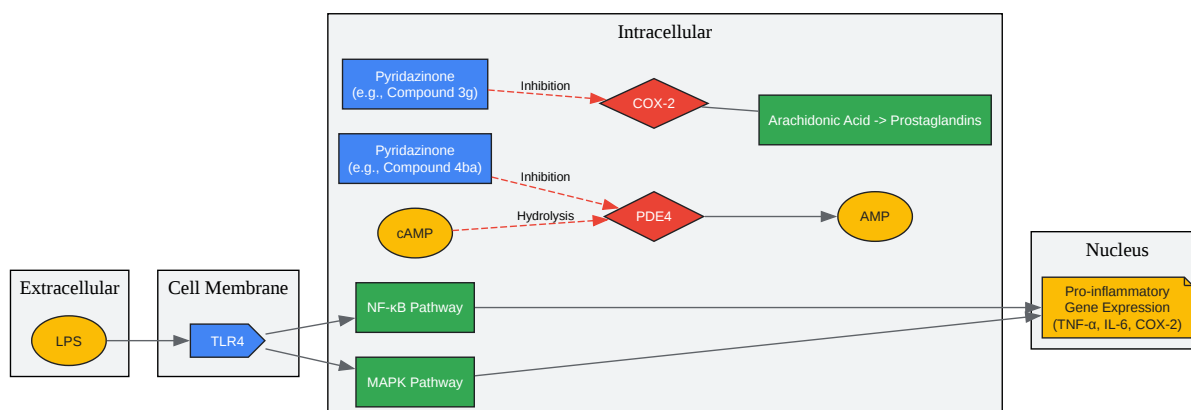 Intracellular
Pyridazinone
(e.g., Compound 3g)
Inhibition
COX-2
Arachidonic Acid -> Prostaglandins
Pyridazinone
(e.g., Compound 4ba)
Inhibition
cAMP
Hydrolysis
PDE4
AMP
Extracellular
LPS
Cell Membrane
TLR4
NF-κB Pathway
MAPK Pathway
Nucleus
Pro-inflammatory
Gene Expression
(TNF-α, IL-6, COX-2)